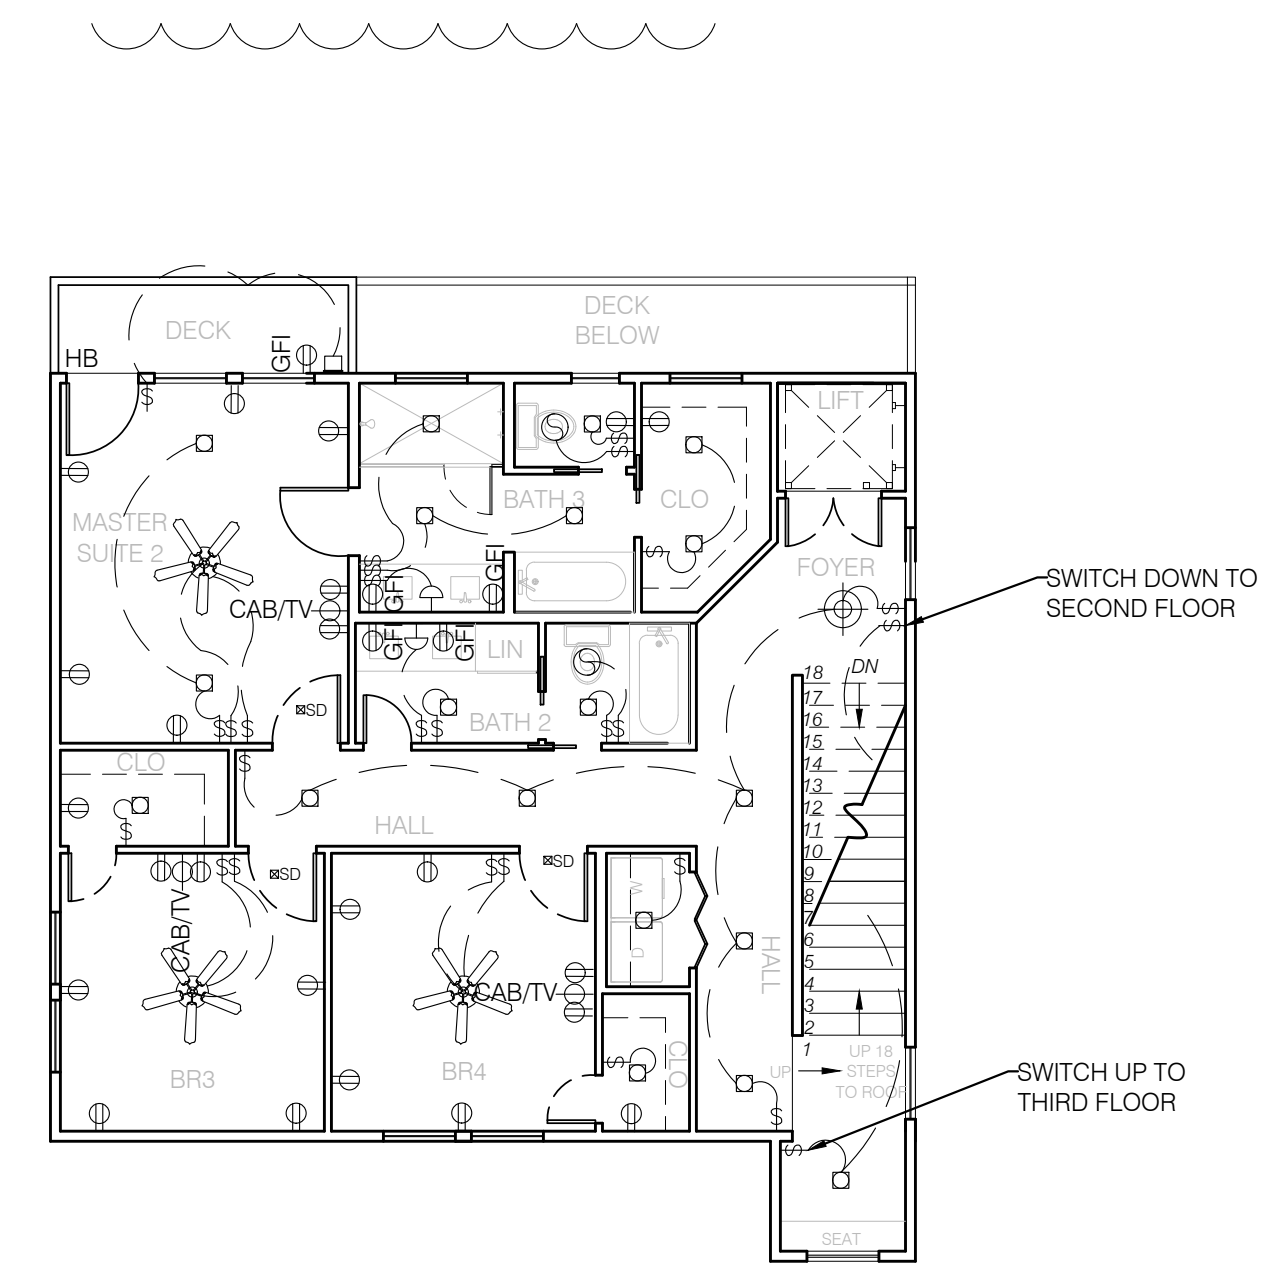 DECK
BELOW
DECK
GFI
HB
LIFT
S
S
S
BATH 3
CLO
MASTER
SUITE 2
S
FOYER
S
S
S
GFI
GFI
SWITCH DOWN TO
SECOND FLOOR
CAB/TV
S
S
GFI
GFI
LIN
DN
18
17
16
15
14
13
12
11
10
9
8
7
6
5
4
3
2
1
SD
S
S
S
S
S
BATH 2
S
S
CLO
S
S
HALL
SD
SD
S
S
S
S
S
W
D
CAB/TV
HALL
CAB/TV
BR3
BR4
S
CLO
UP
UP 18
STEPS
TO ROOF
SWITCH UP TO
THIRD FLOOR
S
S
SEAT